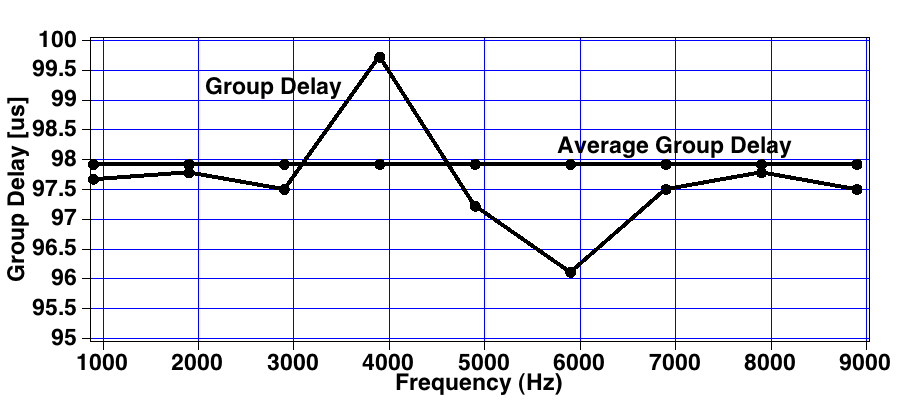 100
99.5
99
98.5
98
97.5
97
96.5
96
95.5
95
Group Delay [us]
Group Delay
Average Group Delay
1000 2000 3000 4000 5000 6000 7000 8000 9000
Frequency (Hz)